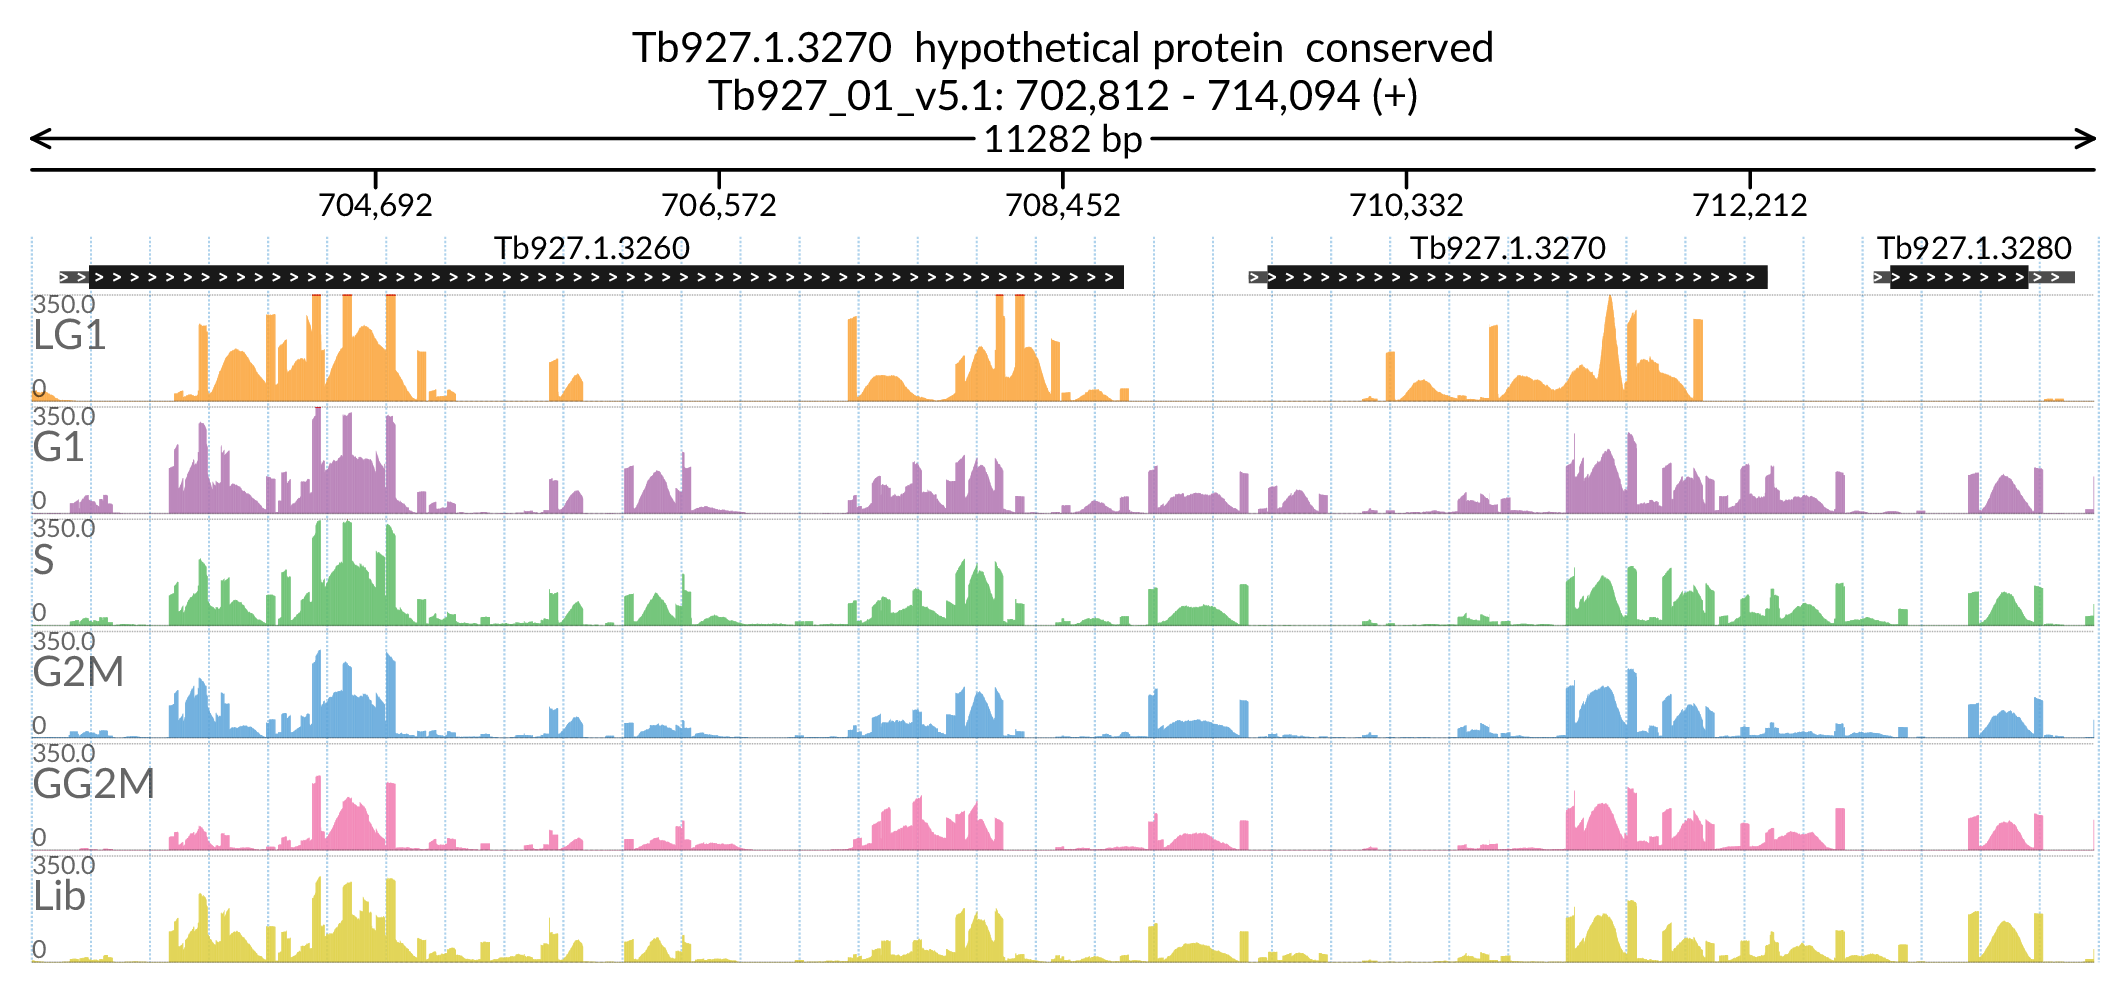 Tb927.1.3270 hypothetical protein conserved
Tb927_01_v5.1: 702,812 - 714,094 (+)
11282 bp
704,692 706,572 708,452 710,332 712,212
Tb927.1.3260 Tb927.1.3270 Tb927.1.3280
350.0
LG1
0
350.0
G1
0
350.0
S
0
350.0
G2M
0
350.0
GG2M
0
350.0
Lib
0